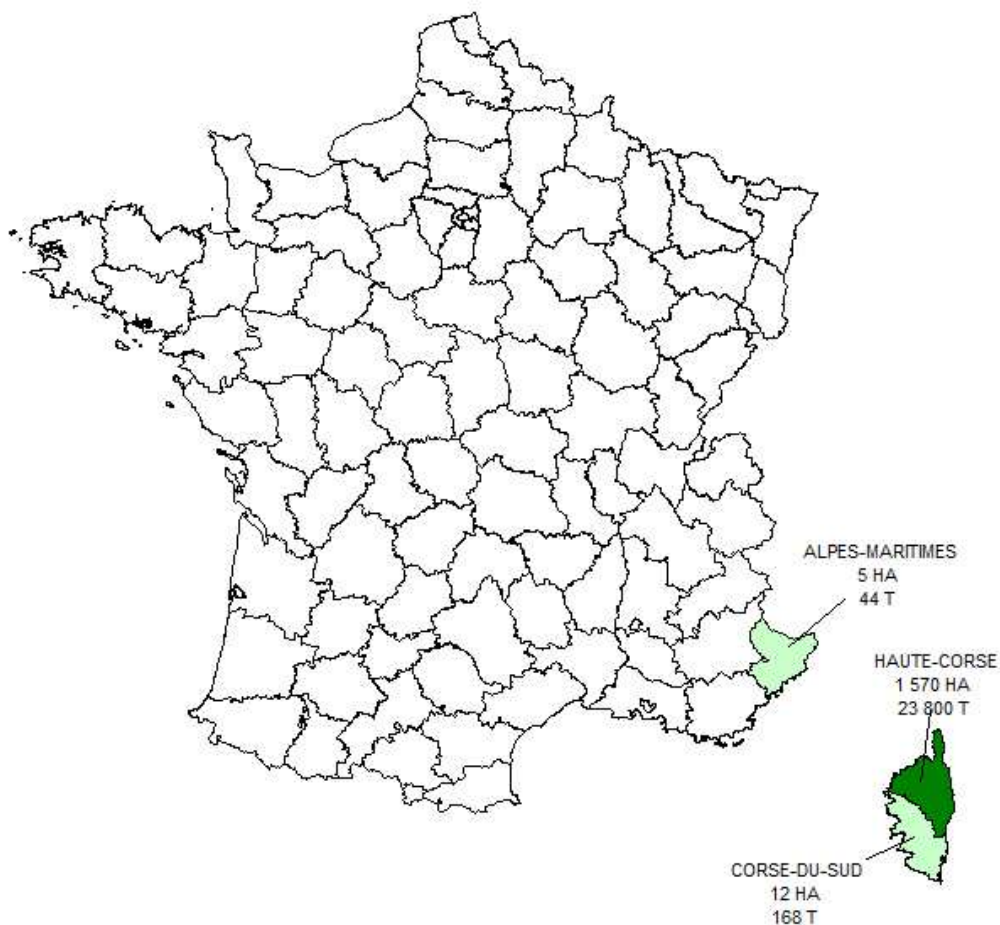 ALPES-MARITIMES
5 HA
44 T
HAUTE-CORSE
1 570 HA
23 800 T
CORSE-DU-SUD
12 HA
168 T